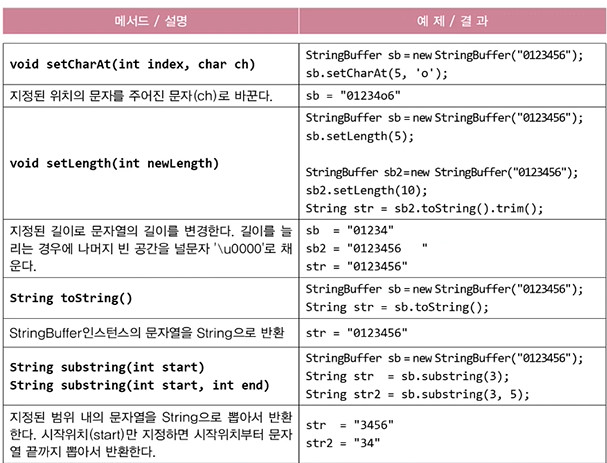 메서드 / 설명
예 제 / 결 과
void setCharAt(int index, char ch)
StringBuffer sb = new StringBuffer("0123456");
sb.setCharAt(5, 'o');
지정된 위치의 문자를 주어진 문자(ch)로 바꾼다.
sb = "01234o6"
void setLength(int newLength)
StringBuffer sb = new StringBuffer("0123456");
sb.setLength(5);
StringBuffer sb2 = new StringBuffer("0123456");
sb2.setLength(10);
String str = sb2.toString().trim();
지정된 길이로 문자열의 길이를 변경한다. 길이를 늘
리는 경우에 나머지 빈 공간을 널문자 '\u0000'로 채
운다.
sb = "01234"
sb2 = "0123456   "
str = "0123456"
String toString()
StringBuffer sb = new StringBuffer("0123456");
String str = sb.toString();
StringBuffer인스턴스의 문자열을 String으로 반환
str = "0123456"
String substring(int start)
String substring(int start, int end)
StringBuffer sb = new StringBuffer("0123456");
String str = sb.substring(3);
String str2 = sb.substring(3, 5);
지정된 범위 내의 문자열을 String으로 뽑아서 반환
한다. 시작위치(start)만 지정하면 시작위치부터 문자
열 끝까지 뽑아서 반환한다.
str = "3456"
str2 = "34"